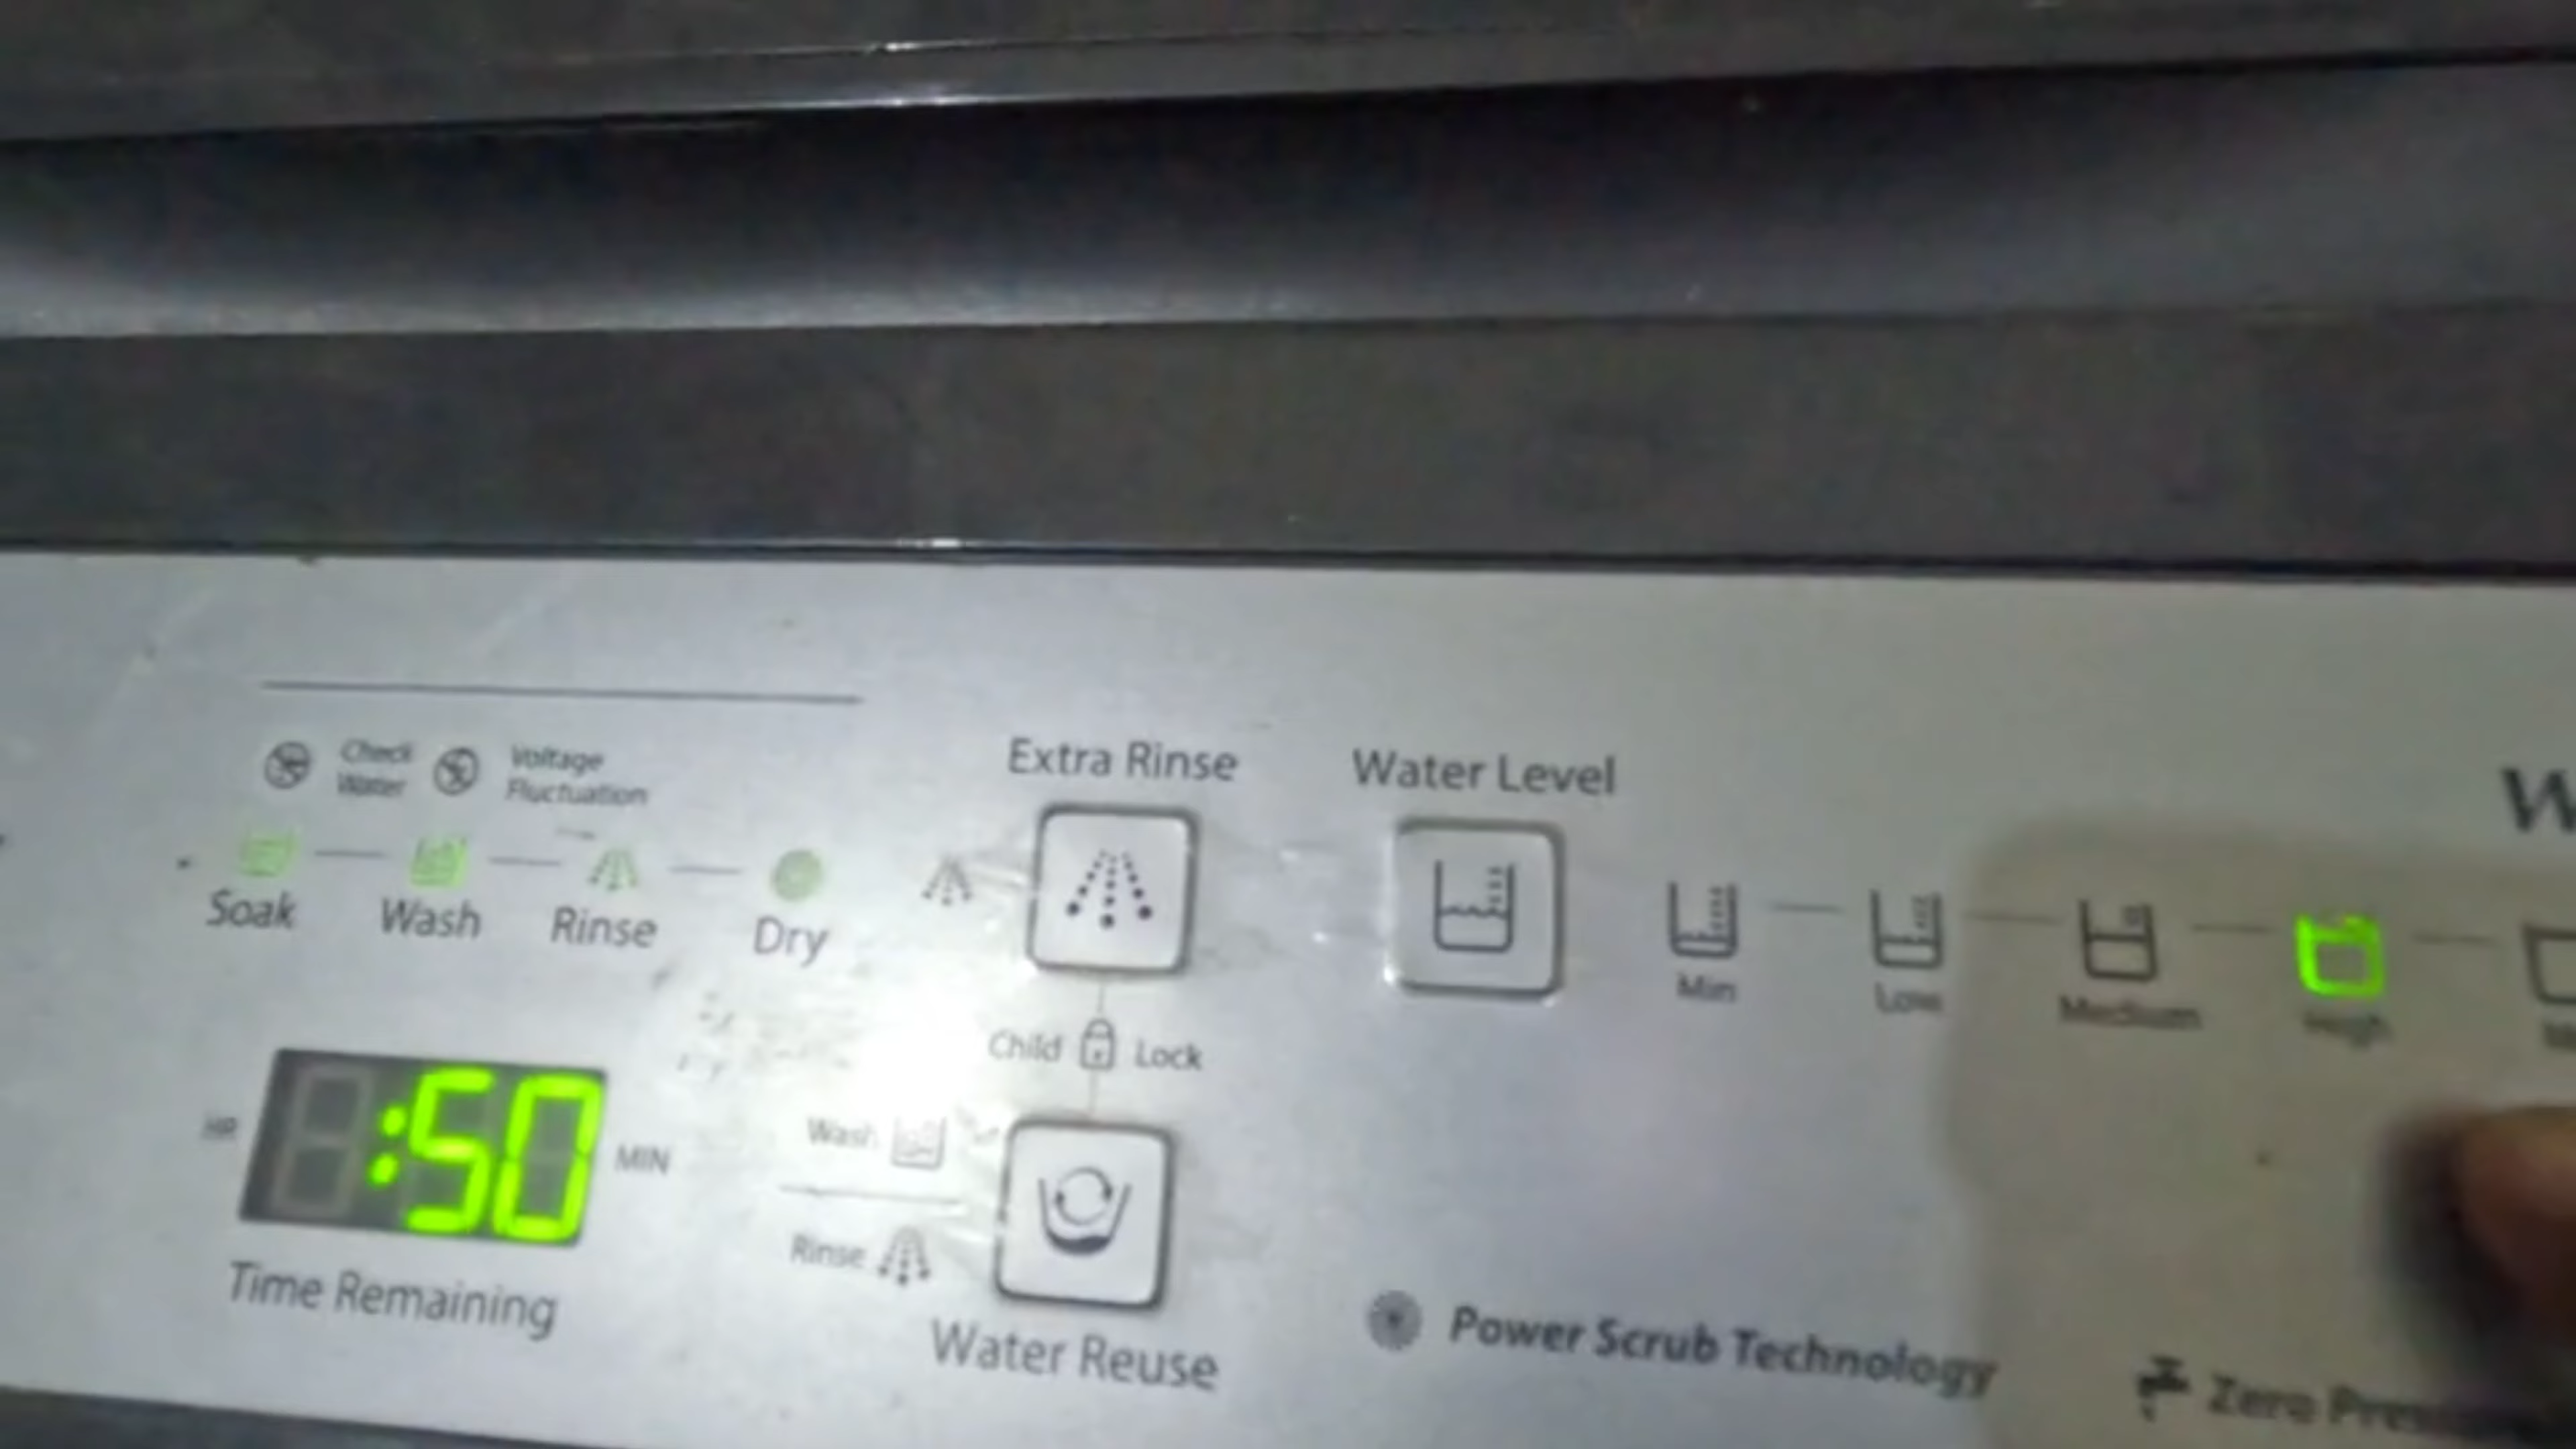 Check Water
Voltage Fluctuation
Soak
Wash
Rinse
Dry
HR
:50
MIN
Time Remaining
Extra Rinse
Child Lock
Wash
Rinse
Water Reuse
Water Level
Min
Low
Medium
High
Power Scrub Technology
Zero